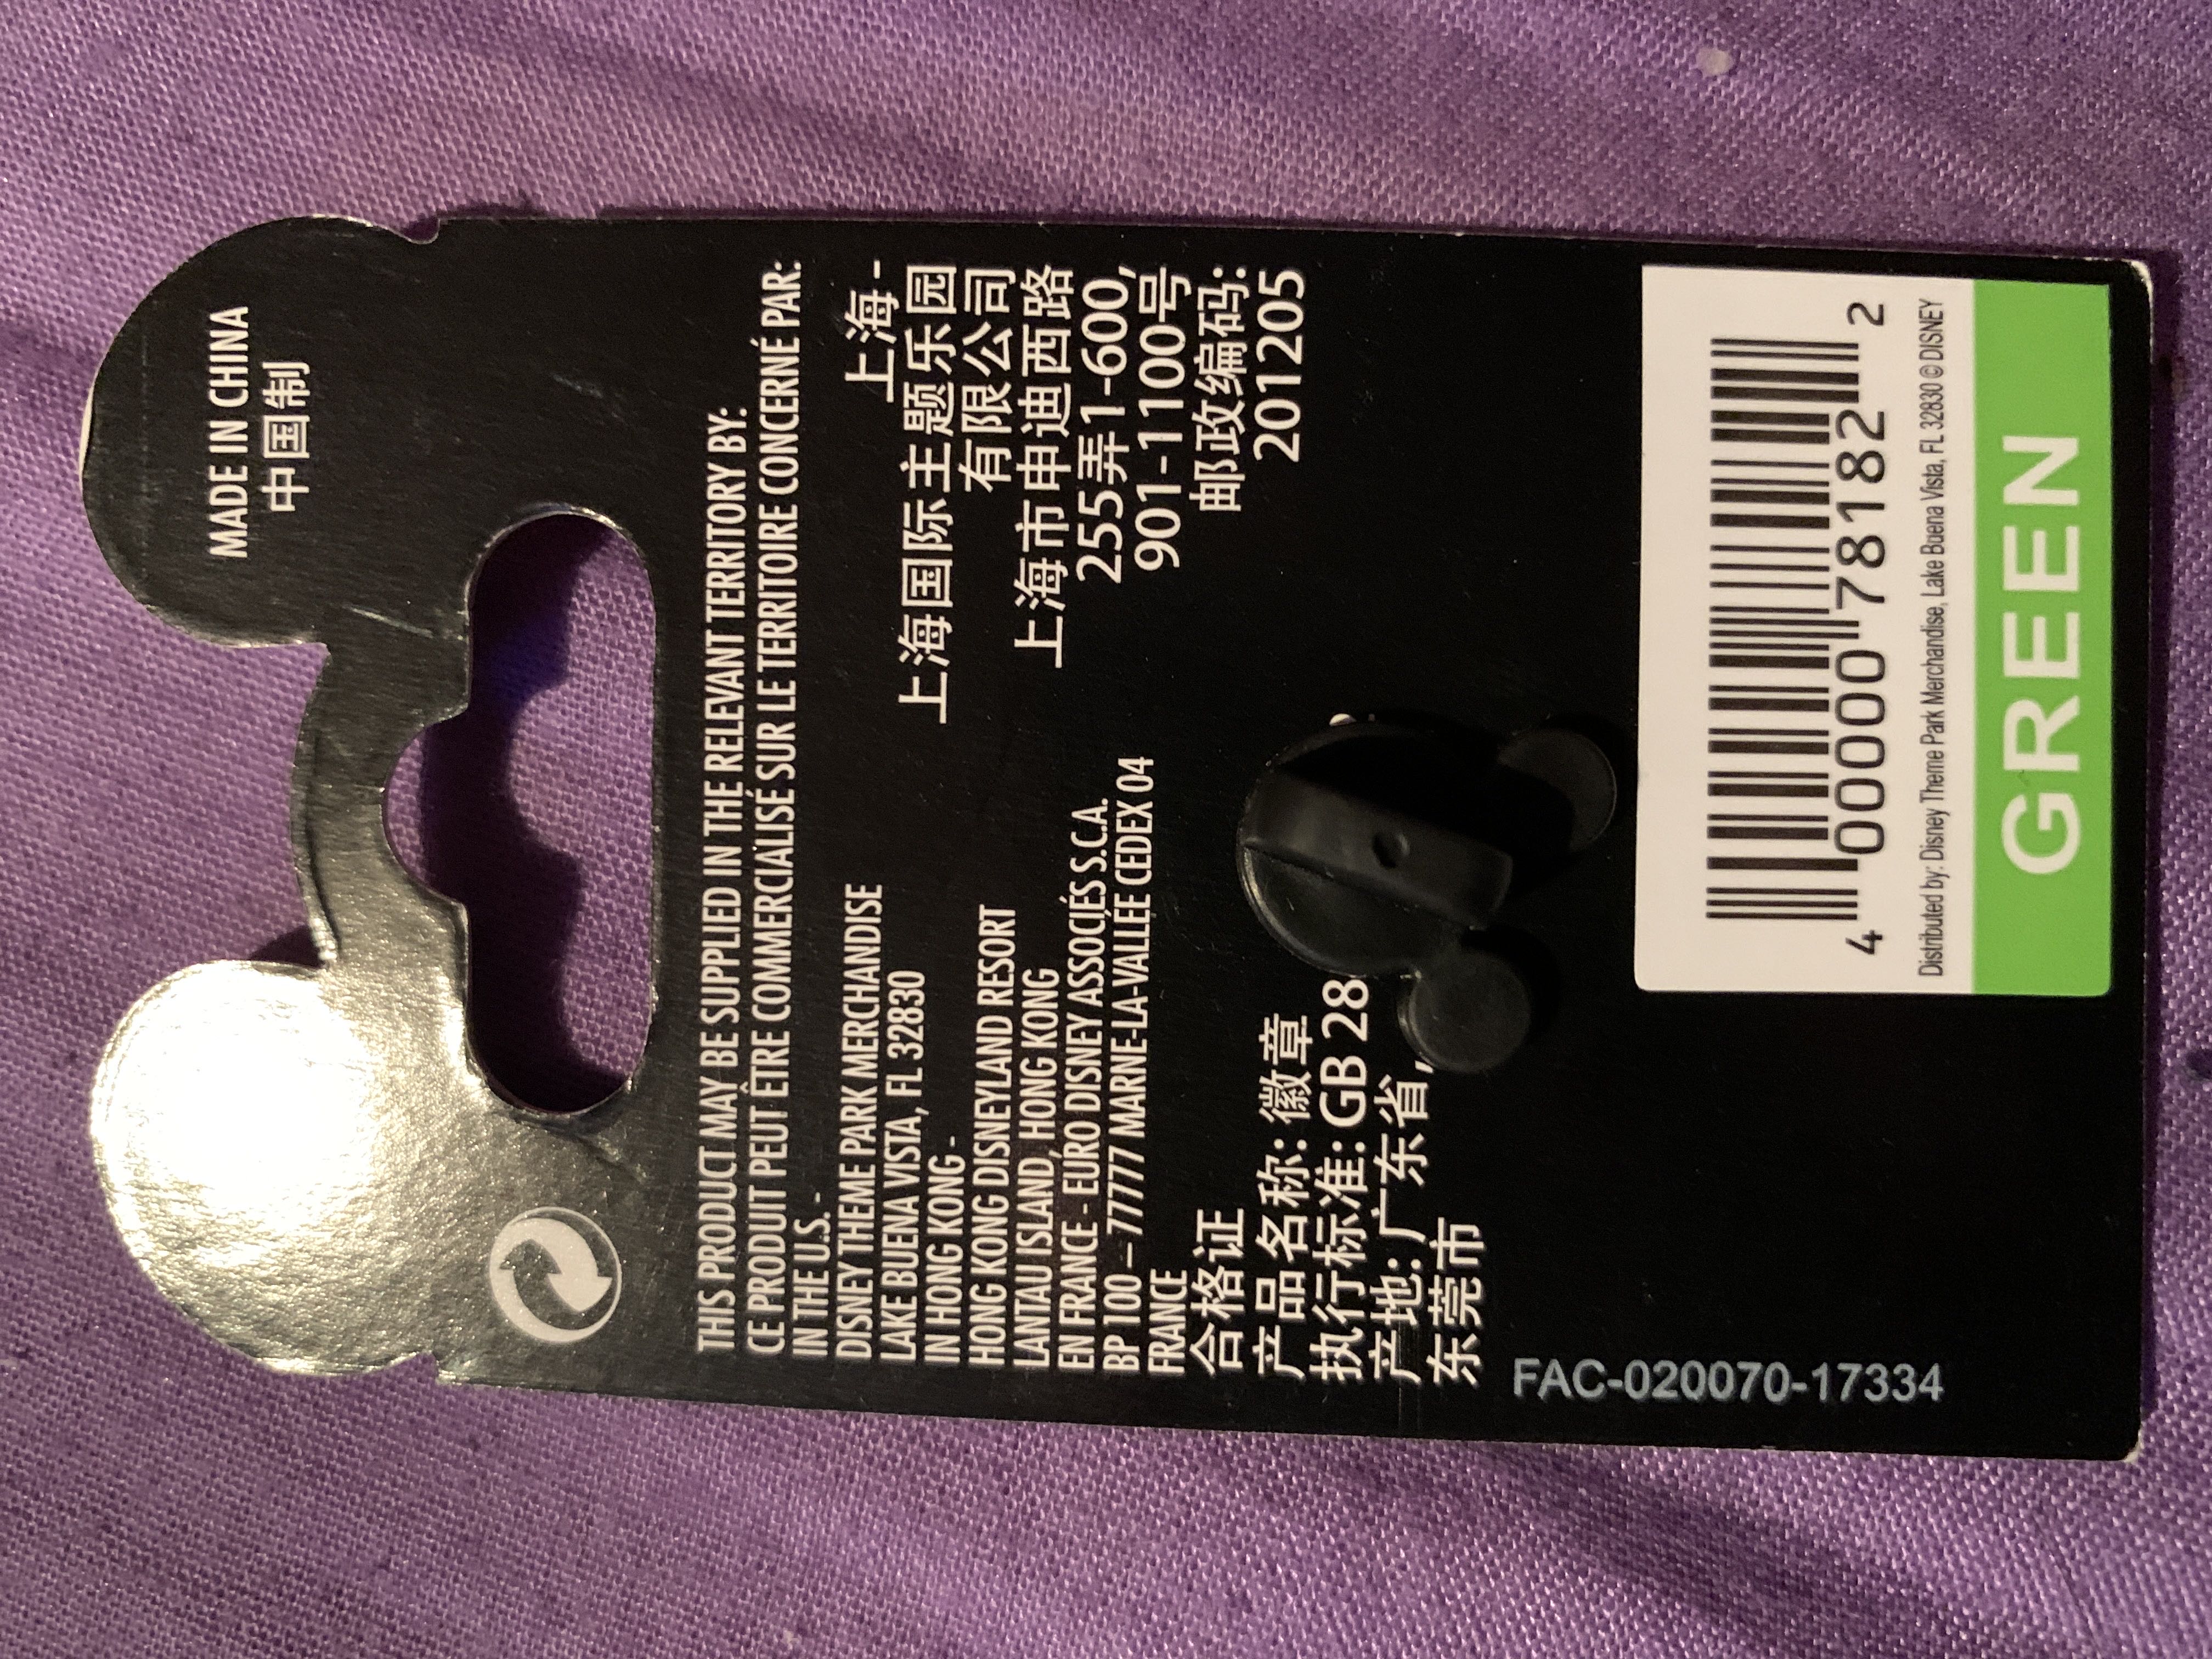 MADE IN CHINA
中国制
THIS PRODUCT MAY BE SUPPLIED IN THE RELEVANT TERRITORY BY:
CE PRODUIT PEUT ÊTRE COMMERCIALISÉ SUR LE TERRITOIRE CONCERNÉ PAR:
IN THE U.S. -
DISNEY THEME PARK MERCHANDISE
LAKE BUENA VISTA, FL 32830
IN HONG KONG -
HONG KONG DISNEYLAND RESORT
LANTAU ISLAND, HONG KONG
EN FRANCE - EURO DISNEY ASSOCIÉS S.C.A.
BP 100 – 77777 MARNE-LA-VALLÉE CEDEX 04
FRANCE
上海 -
上海国际主题乐园
有限公司
上海市申迪西路
255弄1-600,
901-1100号
邮政编码:
201205
合格证
产品名称: 徽章
执行标准: GB 28
产地: 广东省,
东莞市
FAC-020070-17334
4 00000 78182 2
Distributed by: Disney Theme Park Merchandise, Lake Buena Vista, FL 32830 © DISNEY
GREEN